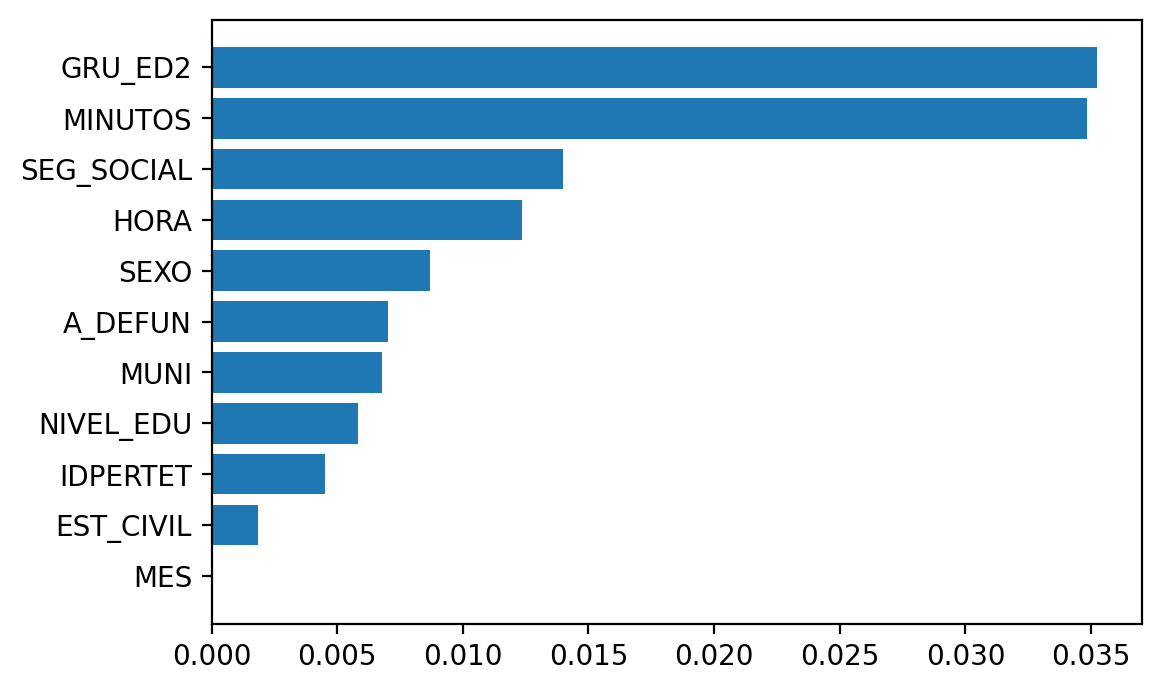 GRU_ED2
MINUTOS
SEG_SOCIAL
HORA
SEXO
A_DEFUN
MUNI
NIVEL_EDU
IDPERTET
EST_CIVIL
MES
0.000 0.005 0.010 0.015 0.020 0.025 0.030 0.035